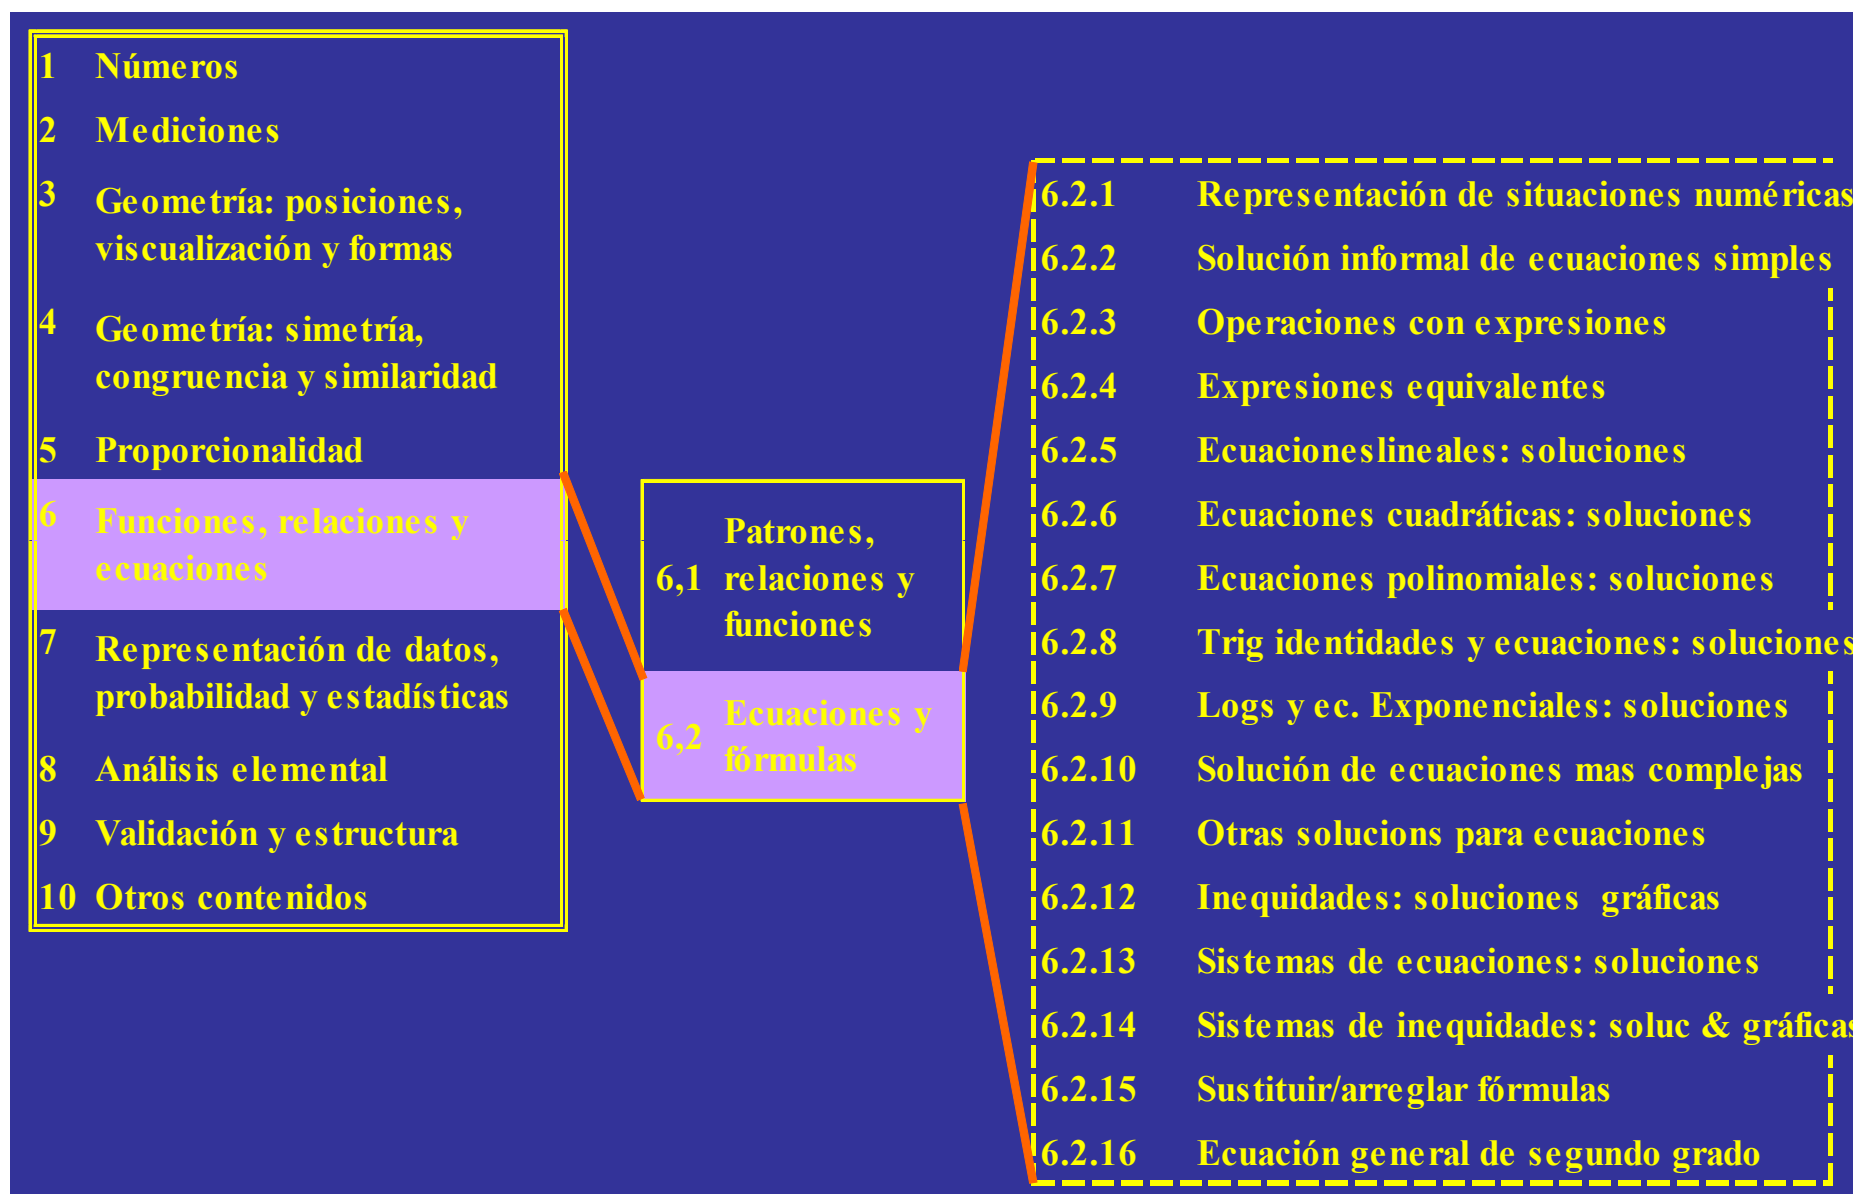 1 Números
2 Mediciones
3 Geometría: posiciones,
viscualización y formas
4 Geometría: simetría,
congruencia y similaridad
5 Proporcionalidad
6 Funciones, relaciones y
ecuaciones
7 Representación de datos,
probabilidad y estadísticas
8 Análisis elemental
9 Validación y estructura
10 Otros contenidos
Patrones,
6,1 relaciones y
funciones
6,2 Ecuaciones y
fórmulas
6.2.1 Representación de situaciones numéricas
6.2.2 Solución informal de ecuaciones simples
6.2.3 Operaciones con expresiones
6.2.4 Expresiones equivalentes
6.2.5 Ecuacioneslineales: soluciones
6.2.6 Ecuaciones cuadráticas: soluciones
6.2.7 Ecuaciones polinomiales: soluciones
6.2.8 Trig identidades y ecuaciones: soluciones
6.2.9 Logs y ec. Exponenciales: soluciones
6.2.10 Solución de ecuaciones mas complejas
6.2.11 Otras solucions para ecuaciones
6.2.12 Inequidades: soluciones gráficas
6.2.13 Sistemas de ecuaciones: soluciones
6.2.14 Sistemas de inequidades: soluc & gráficas
6.2.15 Sustituir/arreglar fórmulas
6.2.16 Ecuación general de segundo grado